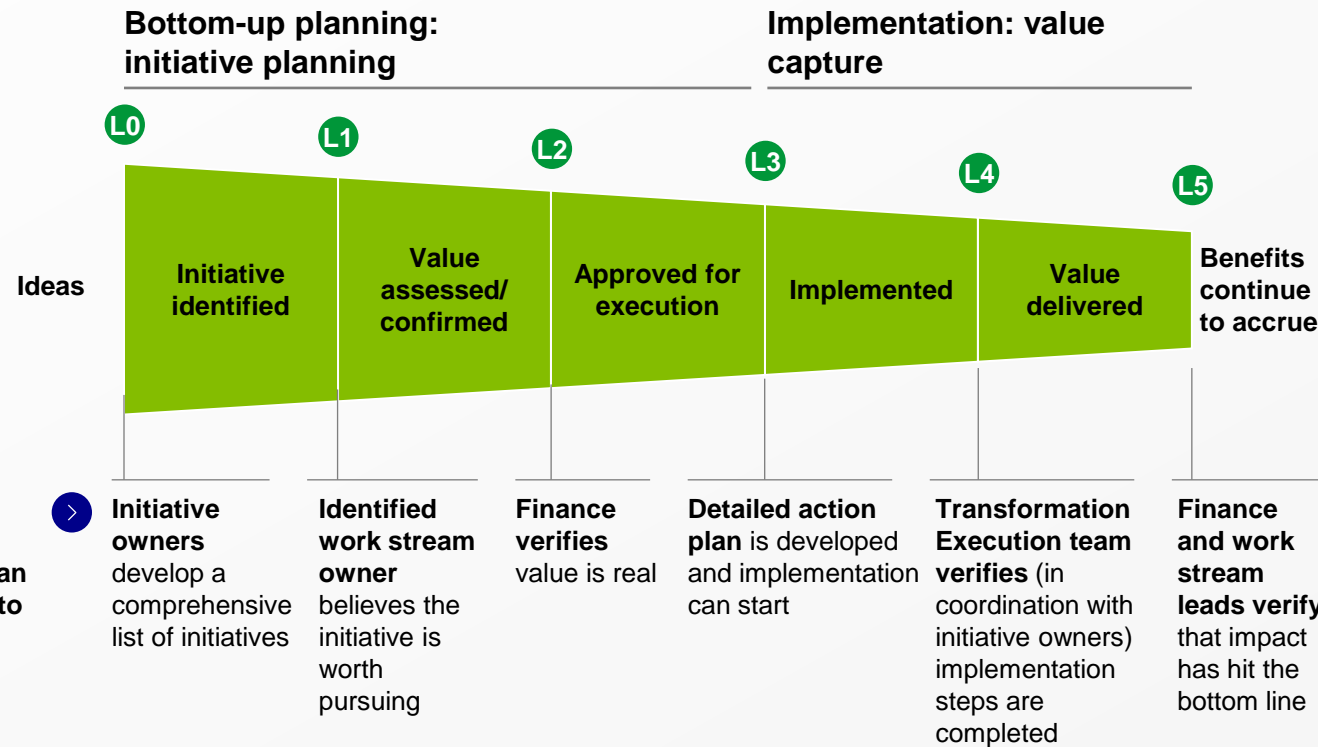 Bottom-up planning:
initiative planning
Implementation: value
capture
L0
L1
L2
L3
L4
L5
Ideas
Initiative
identified
Value
assessed/
confirmed
Approved for
execution
Implemented
Value
delivered
Benefits
continue
to accrue
an
to
Initiative
owners
develop a
comprehensive
list of initiatives
Identified
work stream
owner
believes the
initiative is
worth
pursuing
Finance
verifies
value is real
Detailed action
plan is developed
and implementation
can start
Transformation
Execution team
verifies (in
coordination with
initiative owners)
implementation
steps are
completed
Finance
and work
stream
leads verify
that impact
has hit the
bottom line